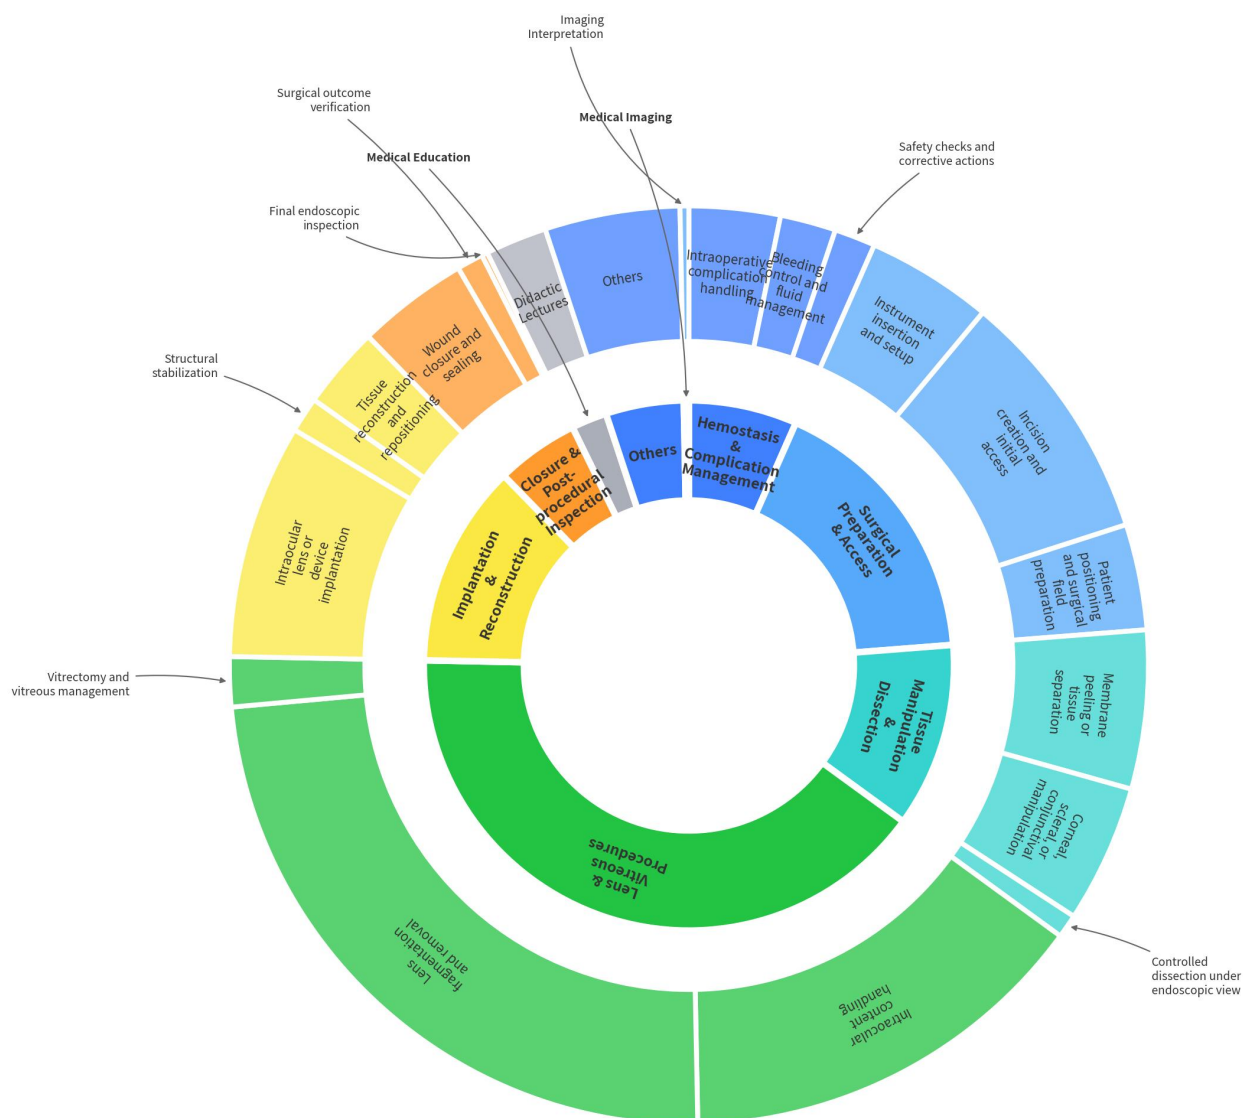 Imaging
Interpretation
Surgical outcome
verification
Medical Imaging
Medical Education
Safety checks and
corrective actions
Final endoscopic
inspection
Structural
stabilization
Vitrectomy and
vitreous management
Controlled
dissection under
endoscopic view
Others
Intraoperative
complication
handling
Bleeding
control and
fluid
management
Instrument
insertion
and setup
Incision
creation and
initial
access
Patient
positioning
and surgical
field
preparation
Membrane
peeling or
tissue
separation
Corneal,
scleral, or
conjunctival
manipulation
Intraocular
content
handling
Lens
fragmentation
and removal
Intraocular
lens or
device
implantation
Tissue
reconstruction
and
repositioning
Wound
closure and
sealing
Didactic
Lectures
Others
Hemostasis
&
Complication
Management
Surgical
Preparation
& Access
Tissue
Manipulation
&
Dissection
Lens &
Vitreous
Procedures
Implantation
&
Reconstruction
Closure &
Post-
procedural
Inspection